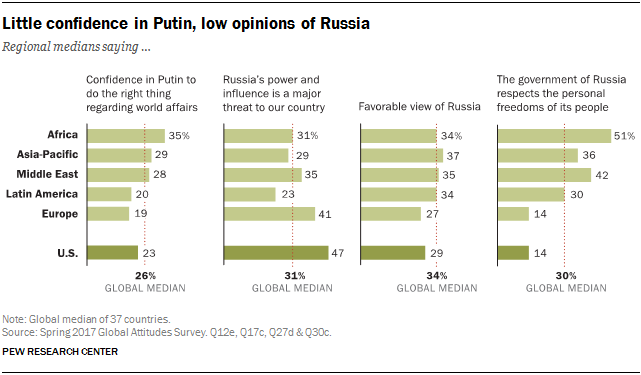 Little confidence in Putin, low opinions of Russia
Regional medians saying ...
Confidence in Putin to
do the right thing
regarding world affairs
Russia's power and
influence is a major
threat to our country
Favorable view of Russia
The government of Russia
respects the personal
freedoms of its people
Africa 35% 31% 34% 51%
Asia-Pacific 29 29 37 36
Middle East 28 35 35 42
Latin America 20 23 34 30
Europe 19 41 27 14
U.S. 23 47 29 14
26% 31% 34% 30%
GLOBAL MEDIAN GLOBAL MEDIAN GLOBAL MEDIAN GLOBAL MEDIAN
Note: Global median of 37 countries.
Source: Spring 2017 Global Attitudes Survey. Q12e, Q17c, Q27d & Q30c.
PEW RESEARCH CENTER